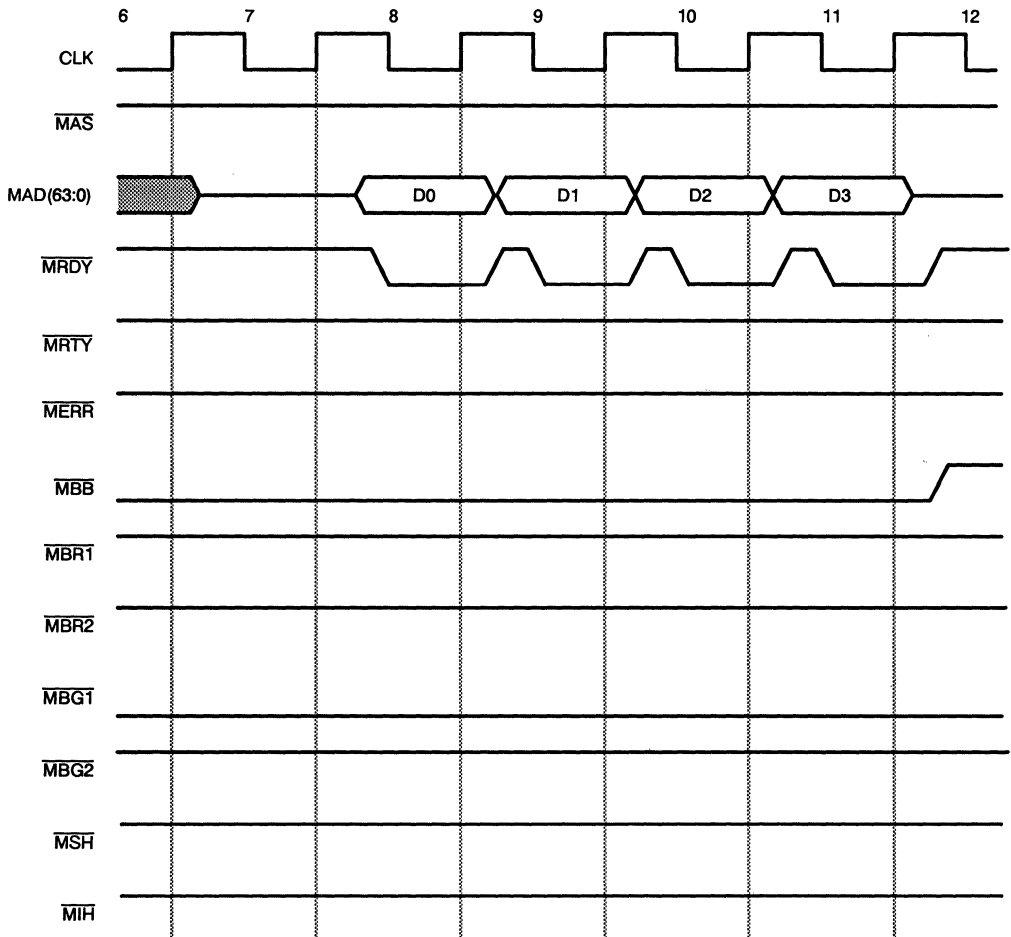 6 7 8 9 10 11 12
CLK
MAS
MAD(63:0) D0 D1 D2 D3
MRDY
MRTY
MERR
MBB
MBR1
MBR2
MBG1
MBG2
MSH
MIH